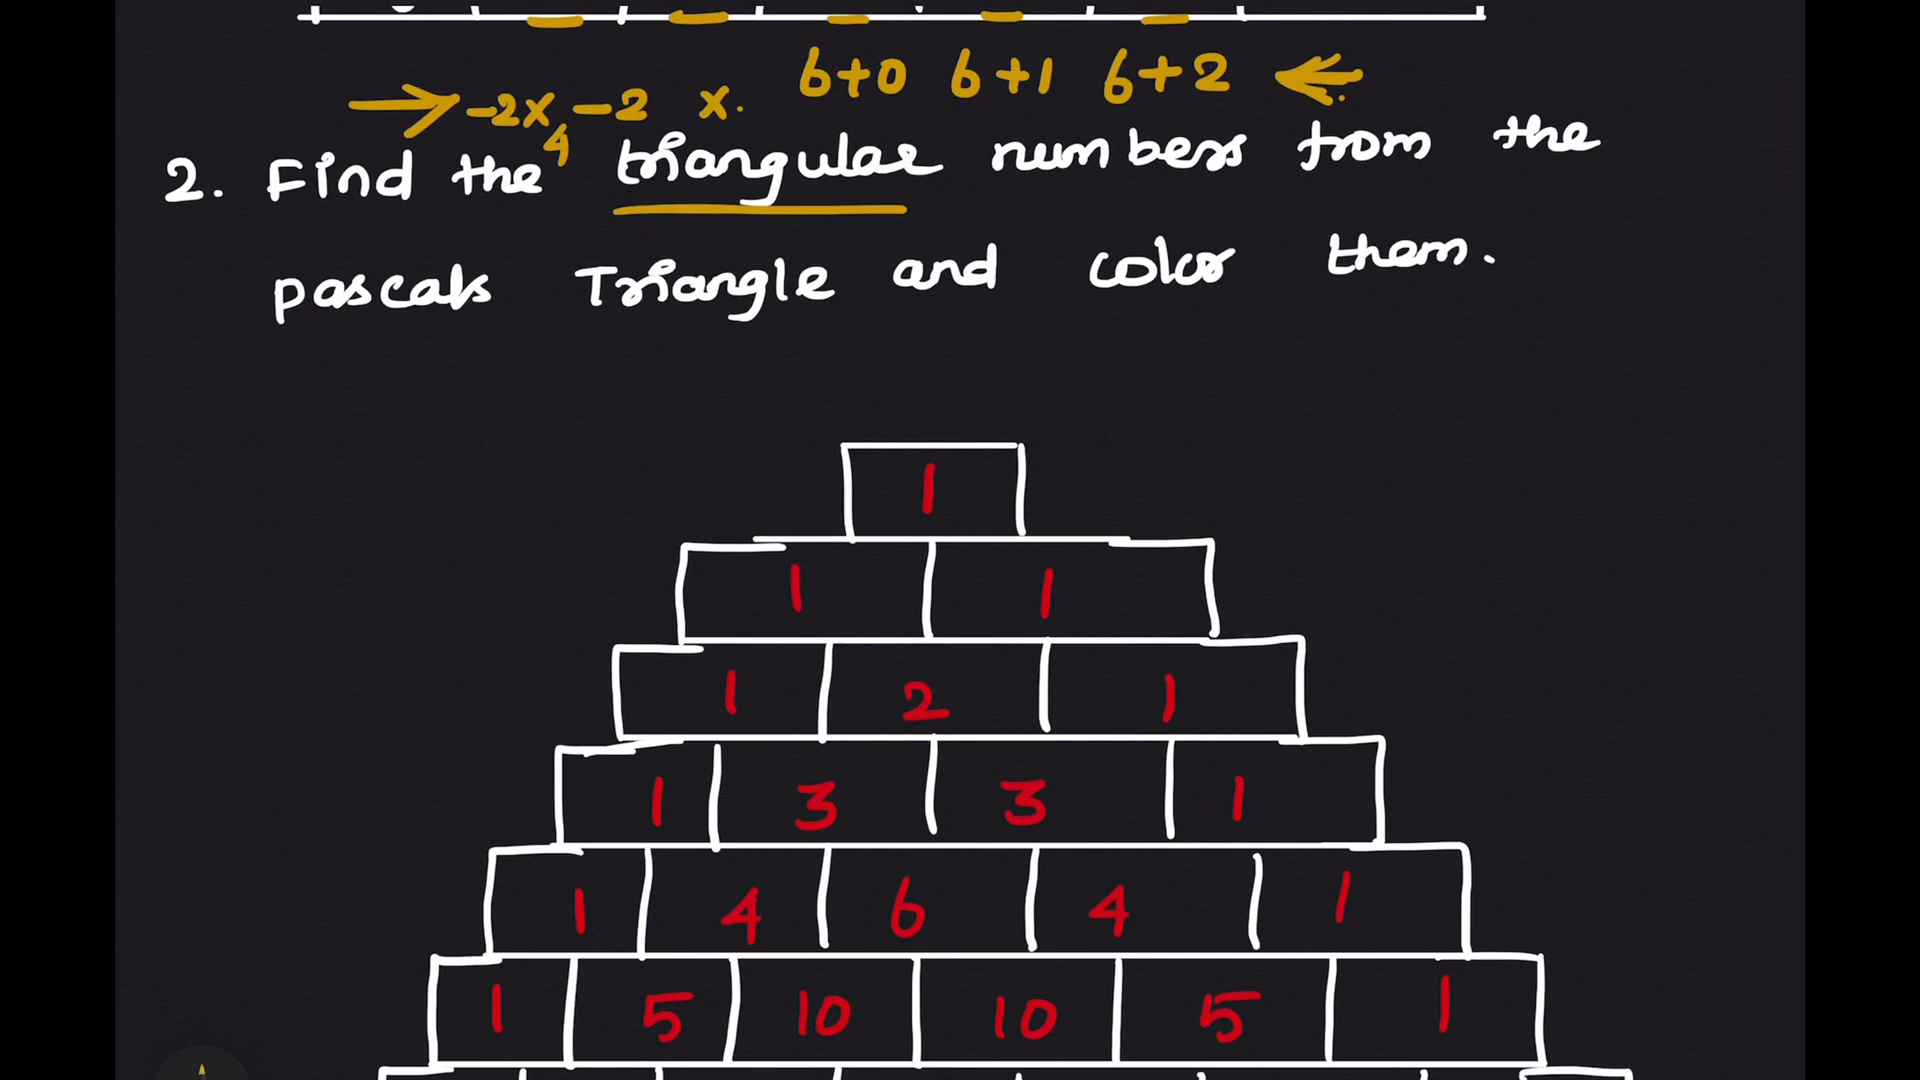 6+0 6+1 6+2
-2x4 -2 x.
2. Find the triangular numbers from the
pascals Triangle and color them.
1
1 1
1 2 1
1 3 3 1
1 4 6 4 1
1 5 10 10 5 1